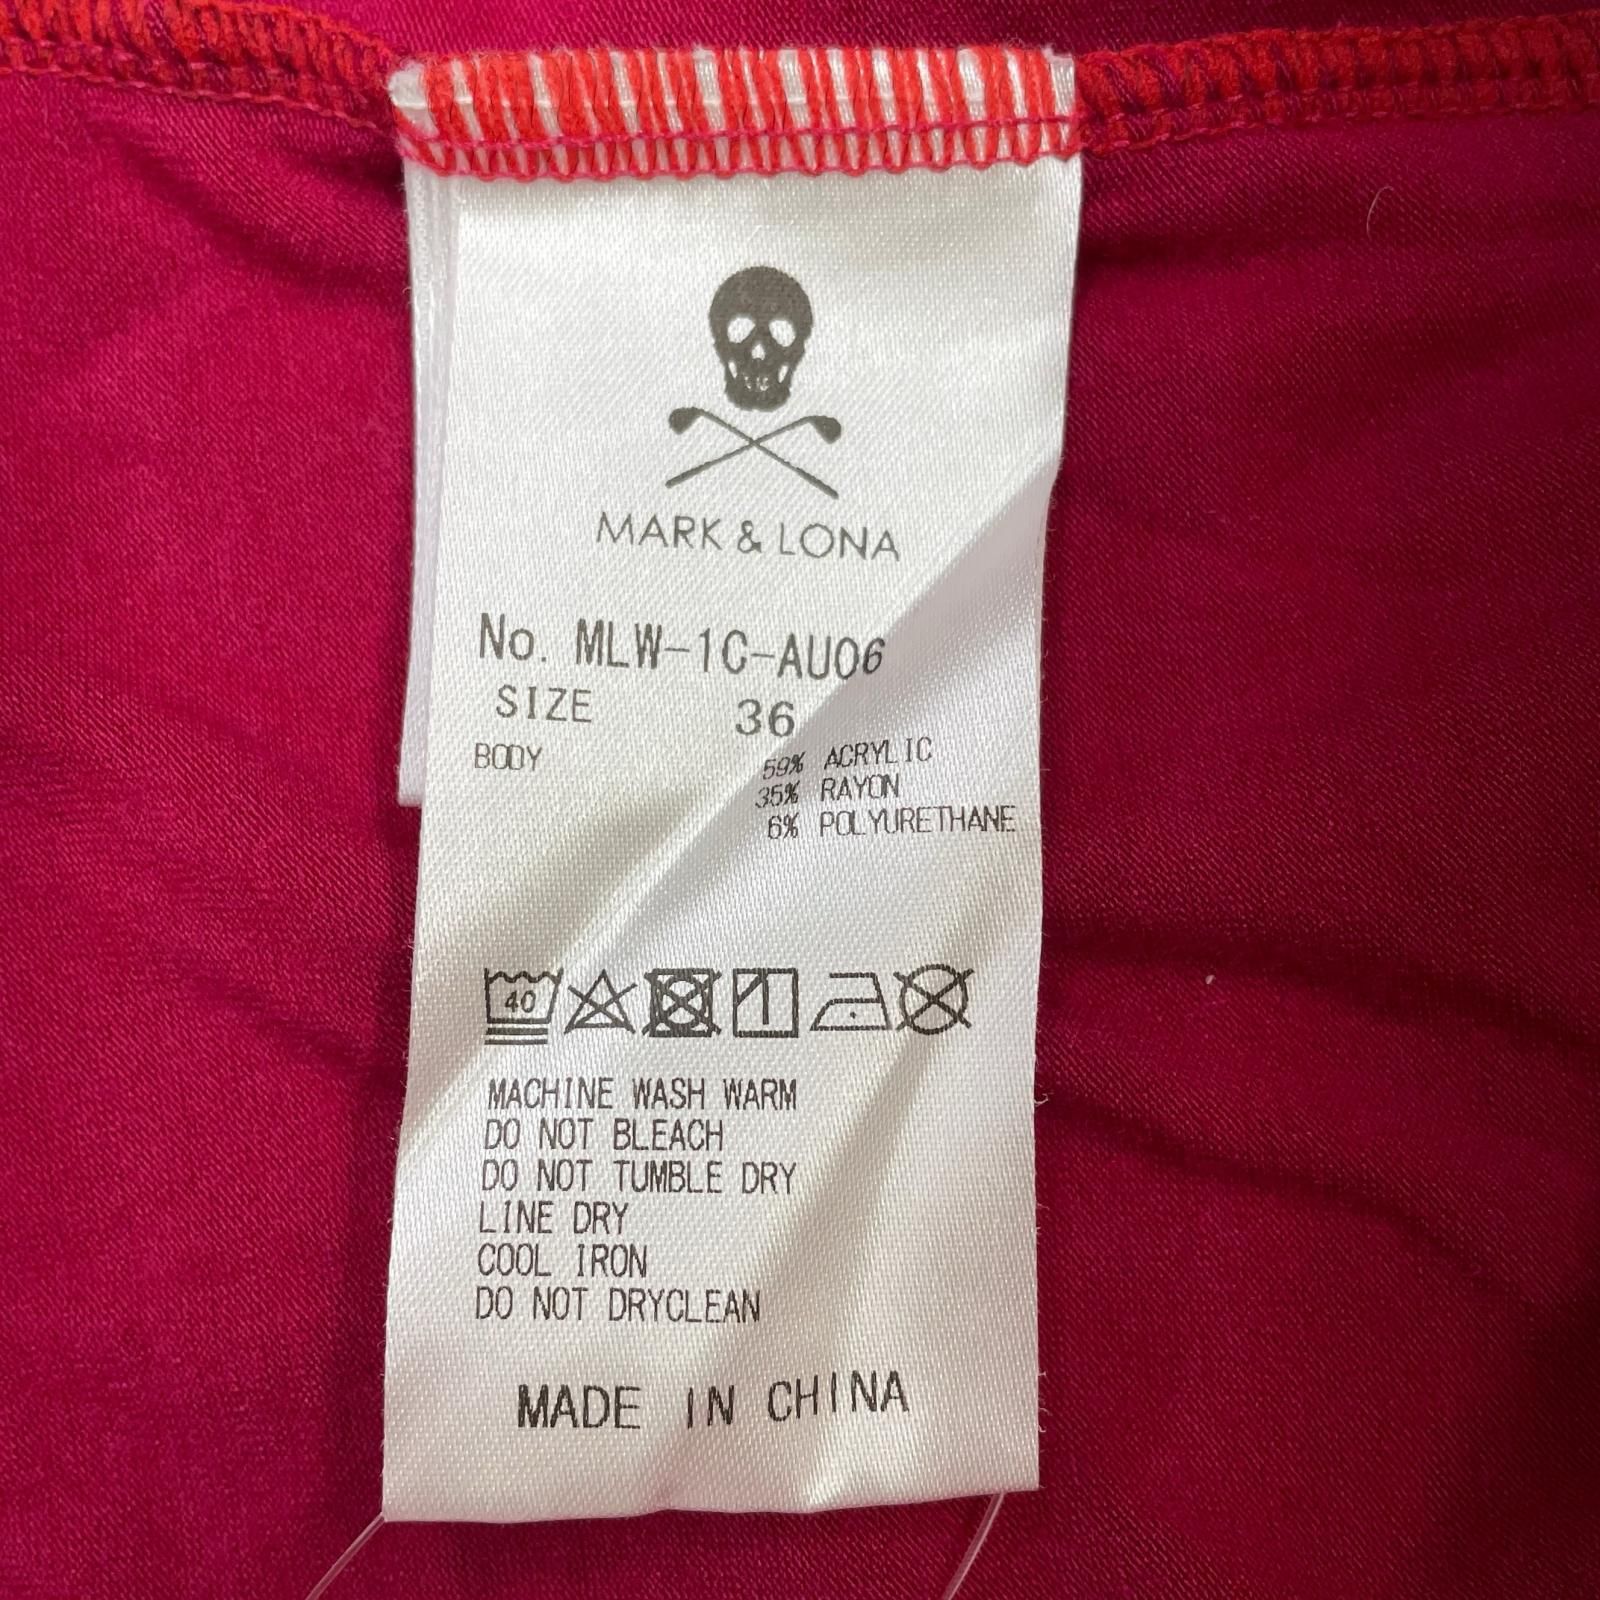 MARK & LONA
No. MLW-1C-AU06
SIZE 36
BODY 59% ACRYLIC
35% RAYON
6% POLYURETHANE
40
MACHINE WASH WARM
DO NOT BLEACH
DO NOT TUMBLE DRY
LINE DRY
COOL IRON
DO NOT DRYCLEAN
MADE IN CHINA